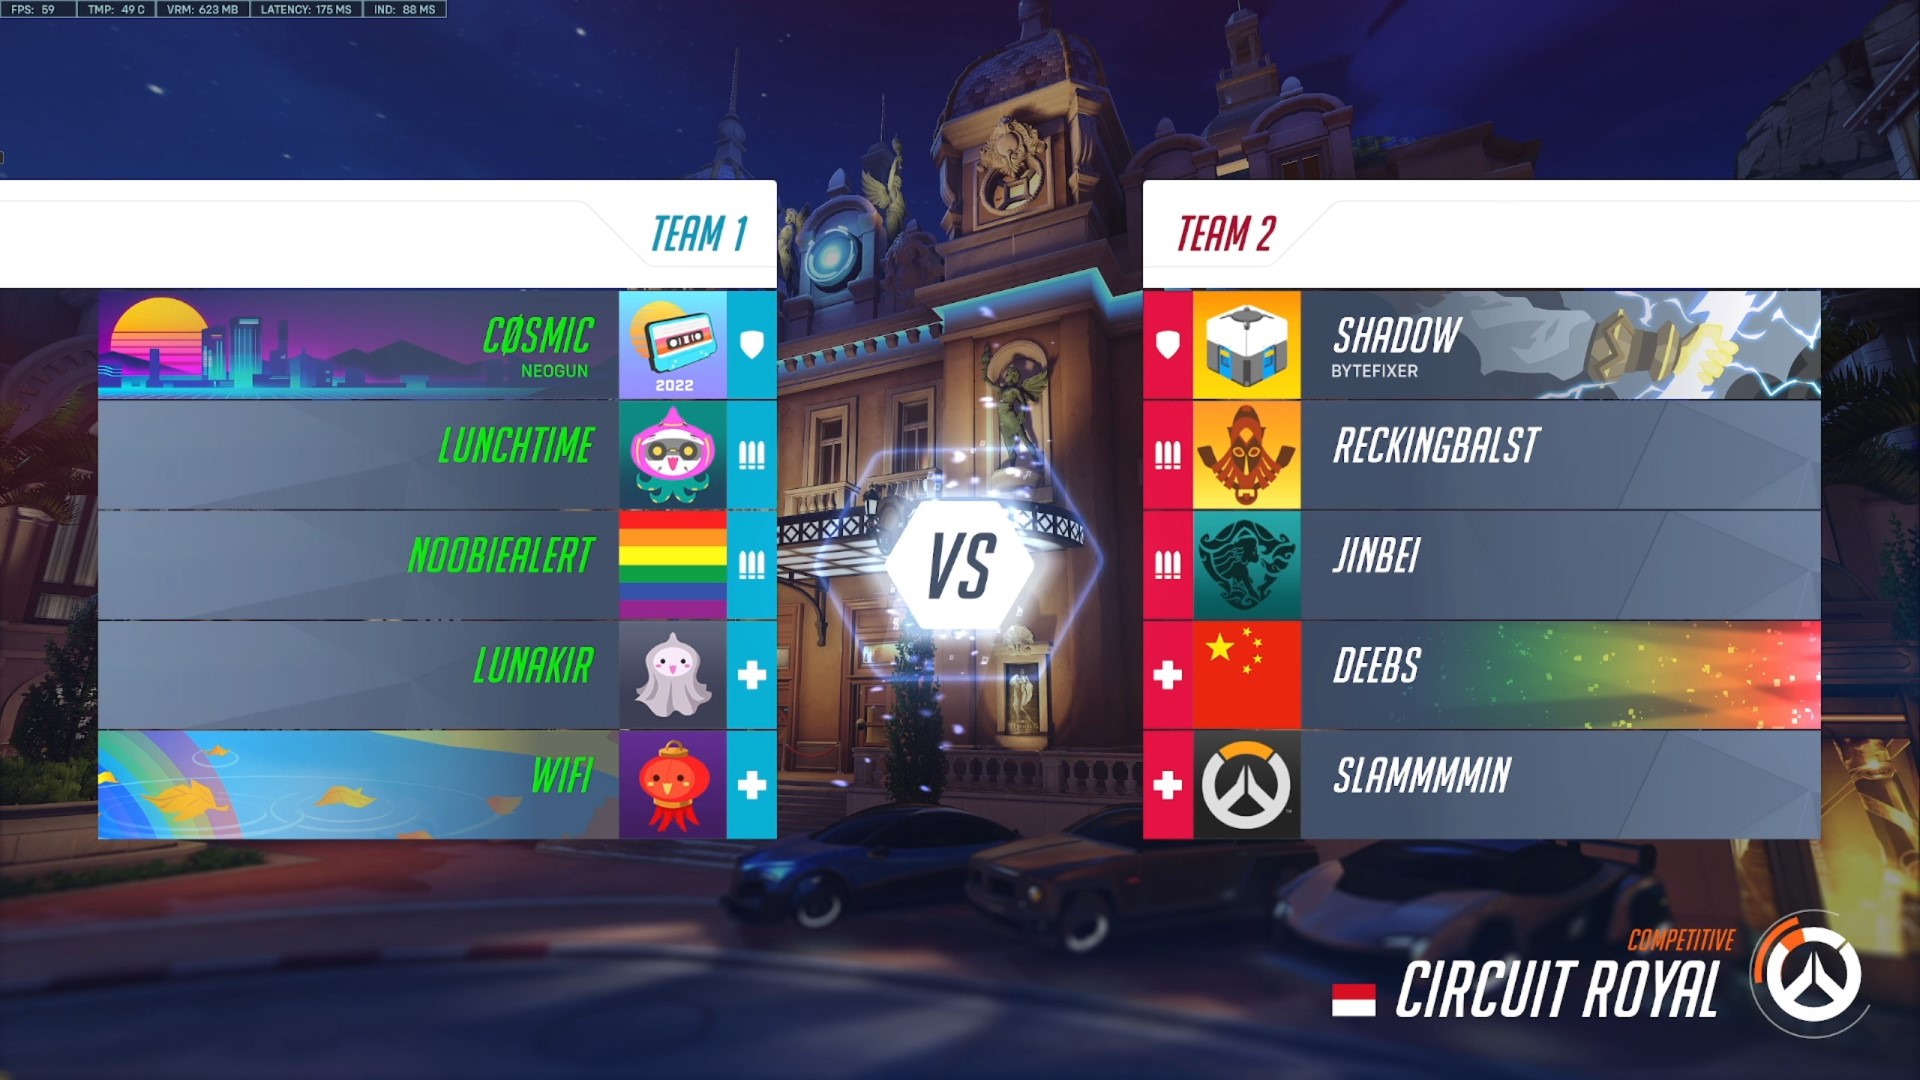 FPS: 59 TMP: 49 C VRM: 623 MB LATENCY: 175 MS IND: 88 MS
TEAM 1
CØSMIC
NEOGUN
2022
LUNCHTIME
NOOBIEALERT
LUNAKIR
WIFI
VS
TEAM 2
SHADOW
BYTEFIXER
RECKINGBALST
JINBEI
DEEBS
SLAMMMMIN
COMPETITIVE
CIRCUIT ROYAL